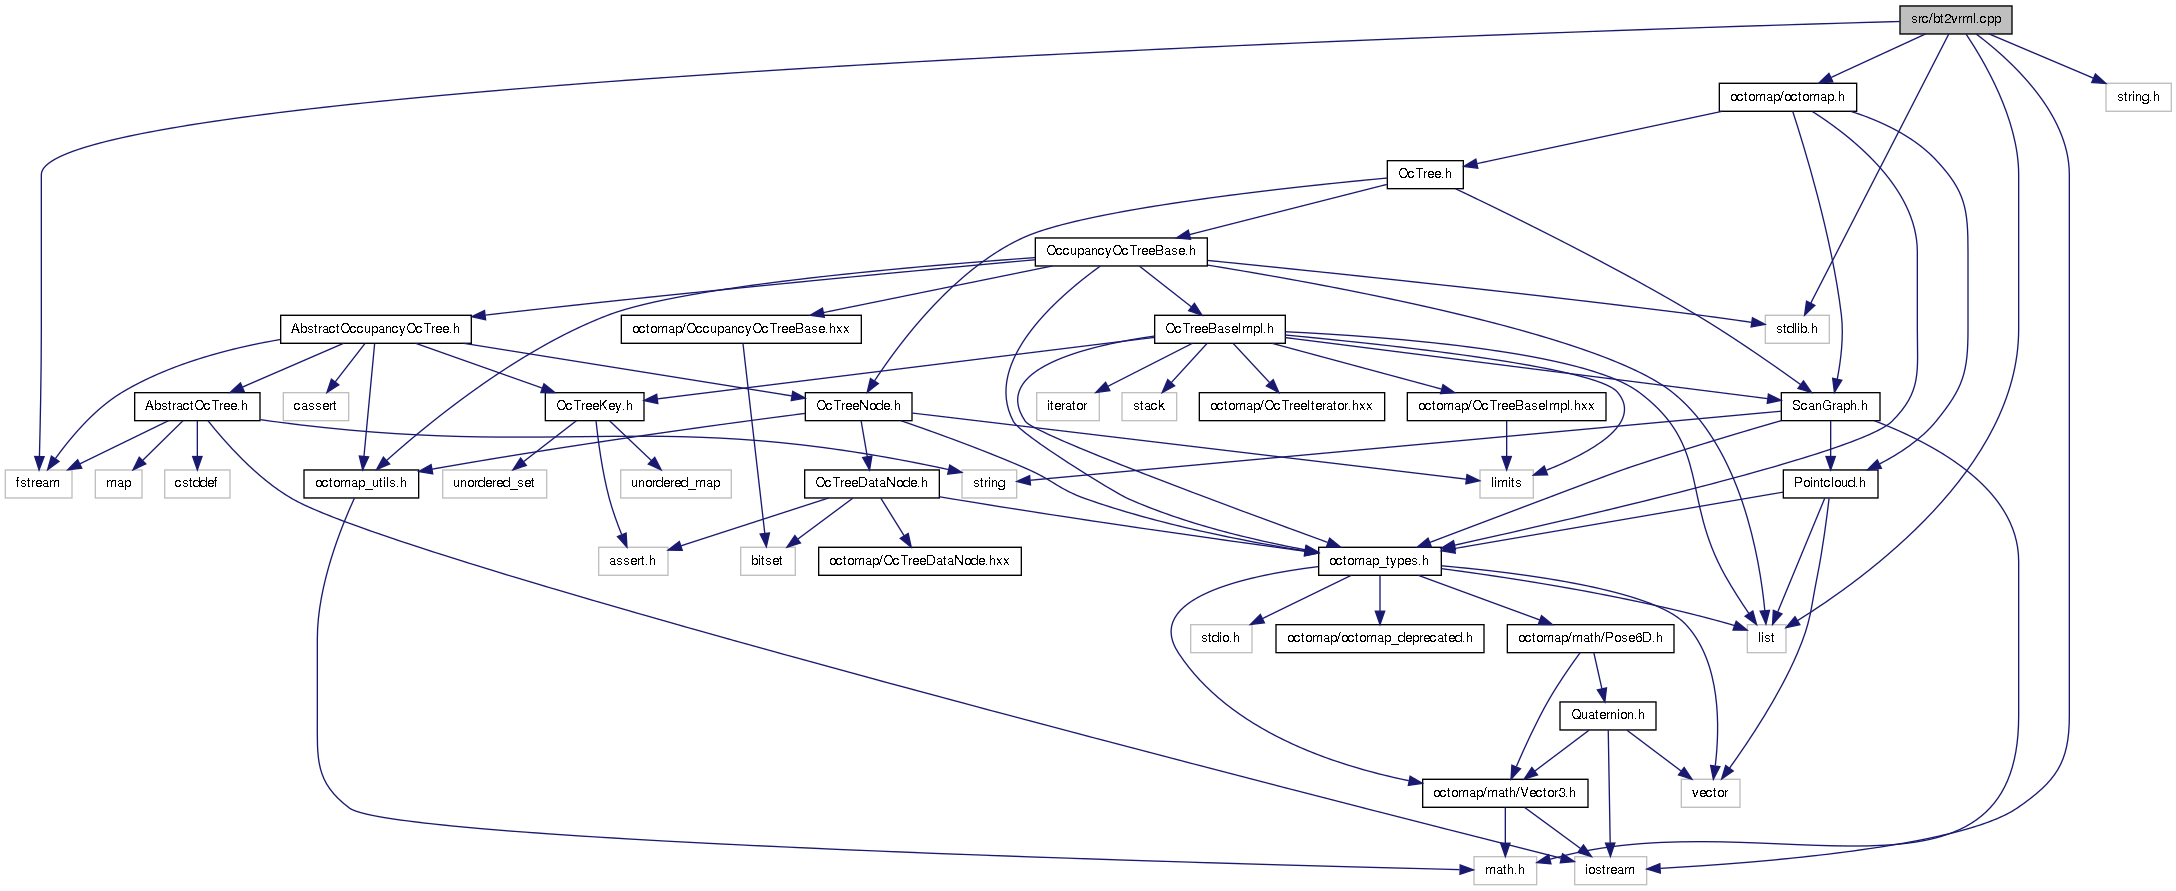 src/bt2vrml.cpp
octomap/octomap.h
string.h
OcTree.h
OccupancyOcTreeBase.h
AbstractOccupancyOcTree.h
octomap/OccupancyOcTreeBase.hxx
OcTreeBaseImpl.h
stdlib.h
AbstractOcTree.h
cassert
OcTreeKey.h
OcTreeNode.h
iterator
stack
octomap/OcTreeIterator.hxx
octomap/OcTreeBaseImpl.hxx
ScanGraph.h
fstream
map
cstddef
octomap_utils.h
unordered_set
unordered_map
OcTreeDataNode.h
string
limits
Pointcloud.h
assert.h
bitset
octomap/OcTreeDataNode.hxx
octomap_types.h
stdio.h
octomap/octomap_deprecated.h
octomap/math/Pose6D.h
list
Quaternion.h
octomap/math/Vector3.h
vector
math.h
iostream